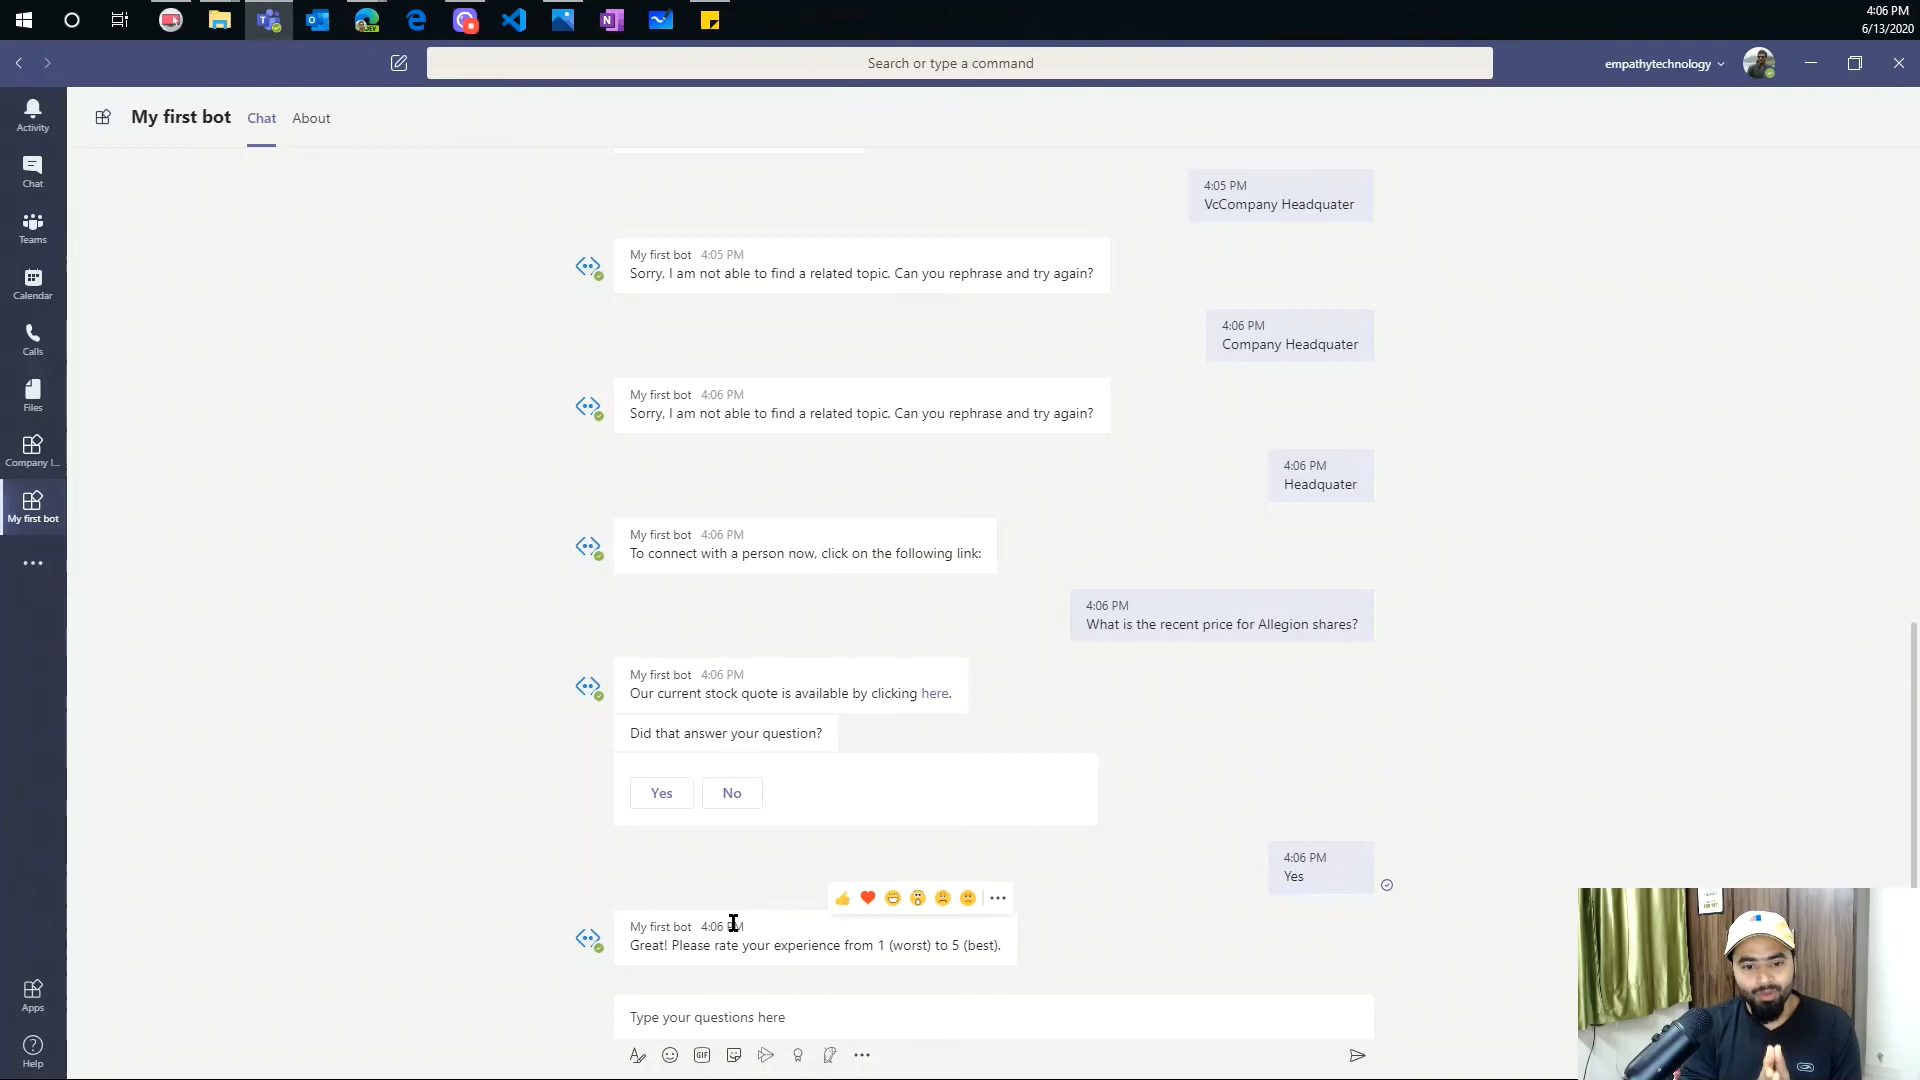 4:06 PM
6/13/2020
Search or type a command
empathytechnology
Activity
Chat
Teams
Calendar
Calls
Files
Company I...
My first bot
Apps
Help
My first bot
Chat
About
4:05 PM
VcCompany Headquater
My first bot 4:05 PM
Sorry, I am not able to find a related topic. Can you rephrase and try again?
4:06 PM
Company Headquater
My first bot 4:06 PM
Sorry, I am not able to find a related topic. Can you rephrase and try again?
4:06 PM
Headquater
My first bot 4:06 PM
To connect with a person now, click on the following link:
4:06 PM
What is the recent price for Allegion shares?
My first bot 4:06 PM
Our current stock quote is available by clicking here.
Did that answer your question?
Yes
No
4:06 PM
Yes
My first bot 4:06 PM
Great! Please rate your experience from 1 (worst) to 5 (best).
Type your questions here
GIF